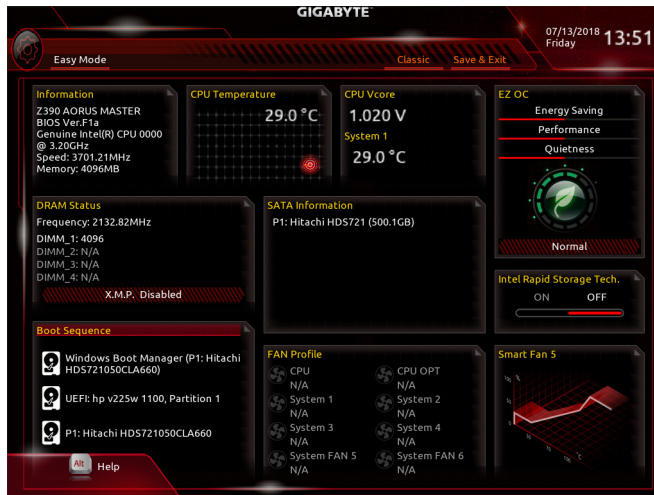 GIGABYTE
Easy Mode
Classic
Save & Exit
07/13/2018
Friday
13:51
Information
Z390 AORUS MASTER
BIOS Ver.F1a
Genuine Intel(R) CPU 0000
@ 3.20GHz
Speed: 3701.21MHz
Memory: 4096MB
CPU Temperature
29.0 °C
CPU Vcore
1.020 V
System 1
29.0 °C
EZ OC
Energy Saving
Performance
Quietness
Normal
DRAM Status
Frequency: 2132.82MHz
DIMM_1: 4096
DIMM_2: N/A
DIMM_3: N/A
DIMM_4: N/A
X.M.P. Disabled
SATA Information
P1: Hitachi HDS721 (500.1GB)
Intel Rapid Storage Tech.
ON OFF
Boot Sequence
Windows Boot Manager (P1: Hitachi
HDS721050CLA660)
UEFI: hp v225w 1100, Partition 1
P1: Hitachi HDS721050CLA660
FAN Profile
CPU
N/A
CPU OPT
N/A
System 1
N/A
System 2
N/A
System 3
N/A
System 4
N/A
System FAN 5
N/A
System FAN 6
N/A
Smart Fan 5
100
50
0
50
70
100
°C
Alt Help